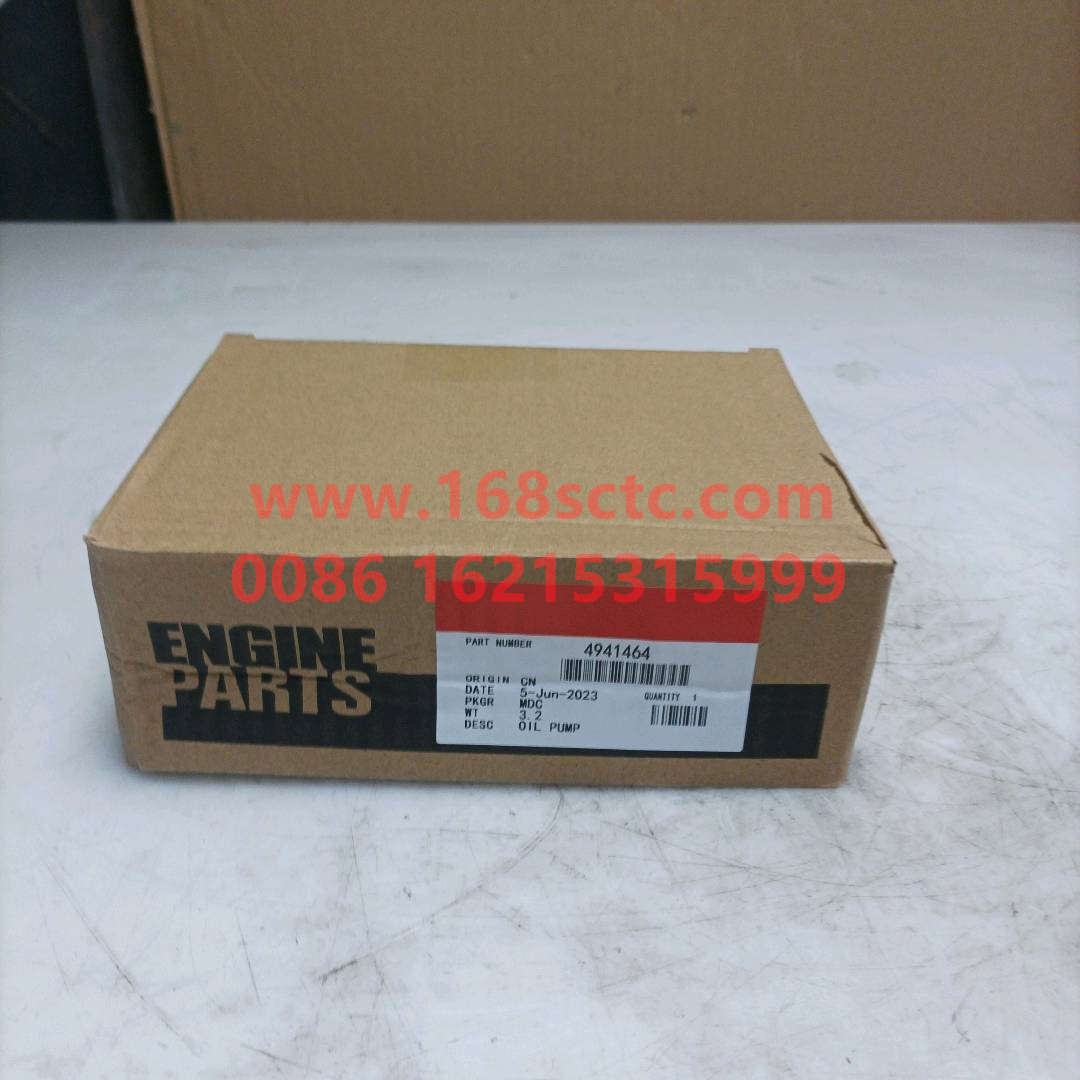 www.168sctc.com
0086 16215315999
ENGINE
PARTS
PART NUMBER 4941464
ORIGIN CN
DATE 5-Jun-2023 QUANTITY 1
PKGR MDC
WT 3.2
DESC OIL PUMP